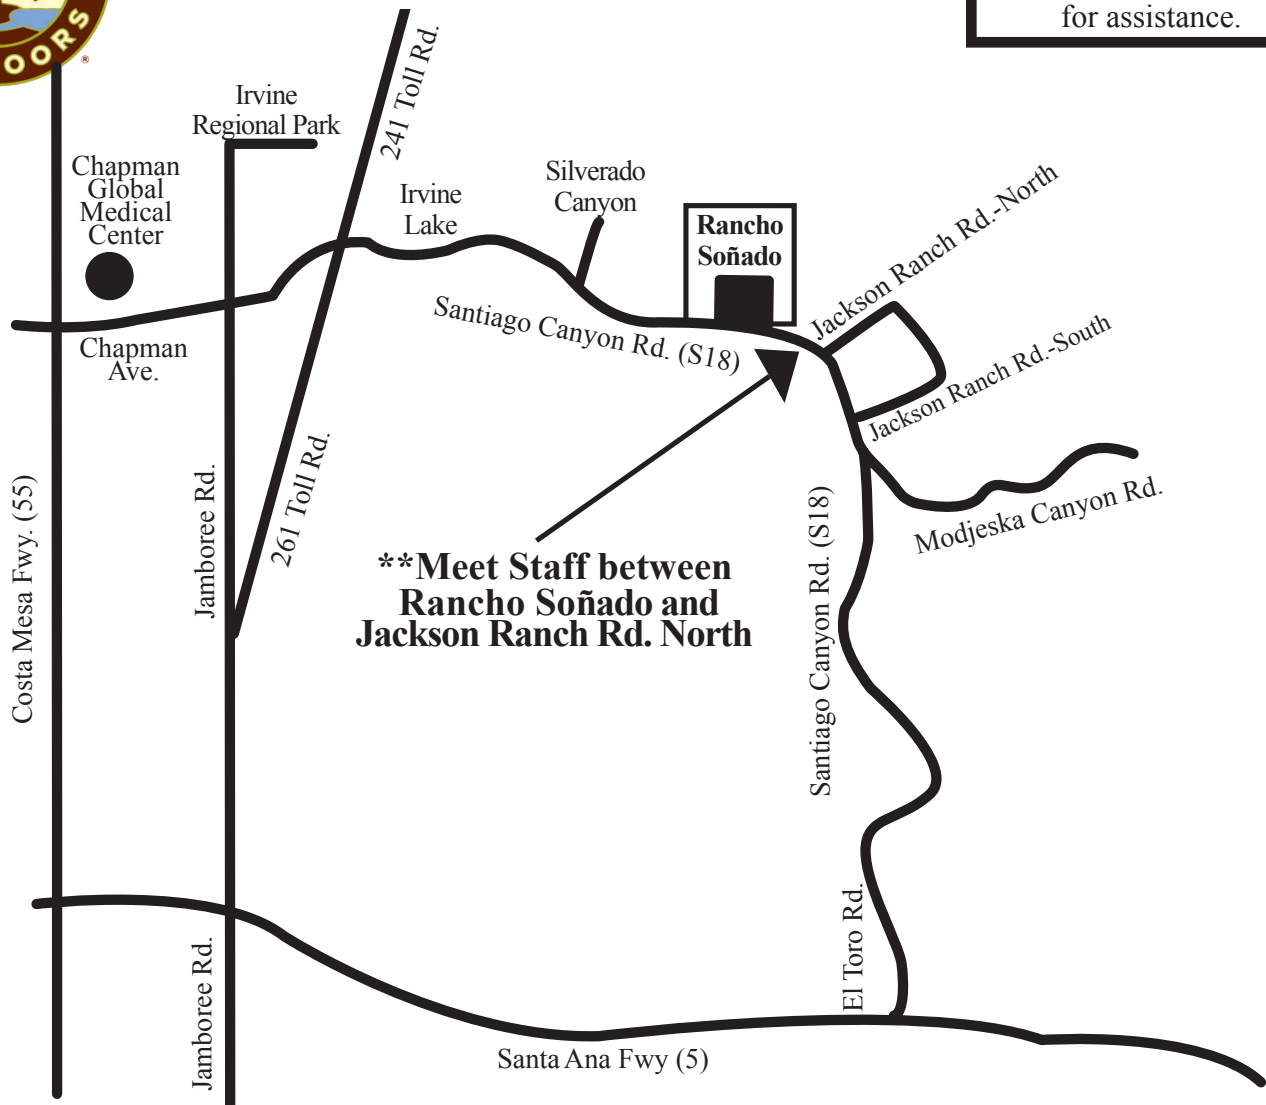 for assistance.
OORS
®
241 Toll Rd.
Irvine
Regional Park
Chapman
Global
Medical
Center
Irvine
Lake
Silverado
Canyon
Rancho
Soñado
Jackson Ranch Rd.-North
Santiago Canyon Rd. (S18)
Jackson Ranch Rd.-South
Chapman
Ave.
261 Toll Rd.
Jamboree Rd.
Costa Mesa Fwy. (55)
Modjeska Canyon Rd.
Santiago Canyon Rd. (S18)
**Meet Staff between
Rancho Soñado and
Jackson Ranch Rd. North
El Toro Rd.
Jamboree Rd.
Santa Ana Fwy (5)